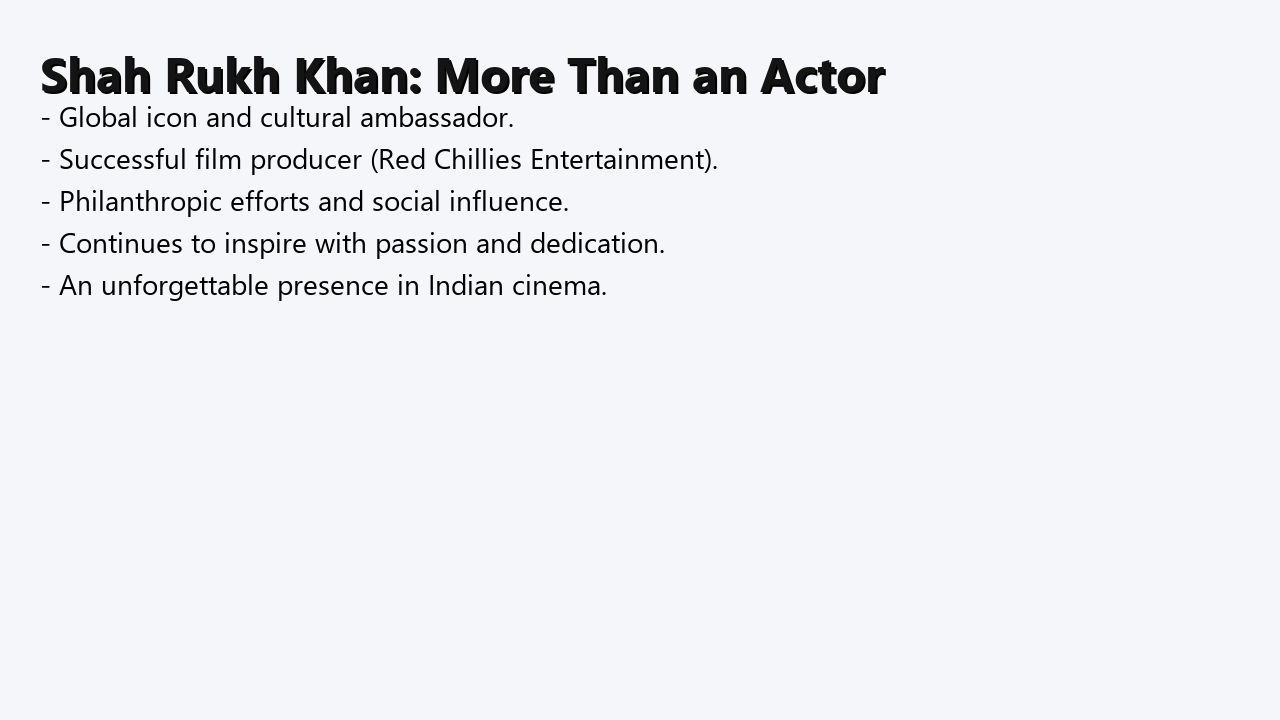 Shah Rukh Khan: More Than an Actor
- Global icon and cultural ambassador.
- Successful film producer (Red Chillies Entertainment).
- Philanthropic efforts and social influence.
- Continues to inspire with passion and dedication.
- An unforgettable presence in Indian cinema.